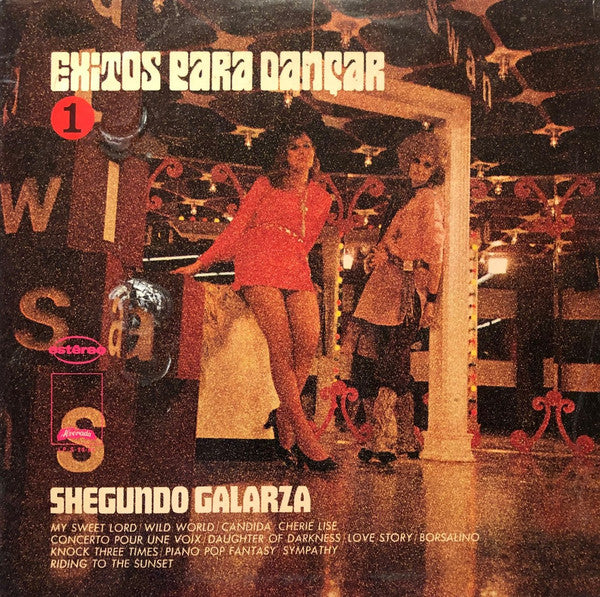 EXITOS PARA DANÇAR
1
W
i
S
a
estéreo
Alvorada
S
SHEGUNDO GALARZA
MY SWEET LORD / WILD WORLD / CANDIDA CHERIE LISE
CONCERTO POUR UNE VOIX / DAUGHTER OF DARKNESS / LOVE STORY / BORSALINO
KNOCK THREE TIMES / PIANO POP FANTASY SYMPATHY
RIDING TO THE SUNSET